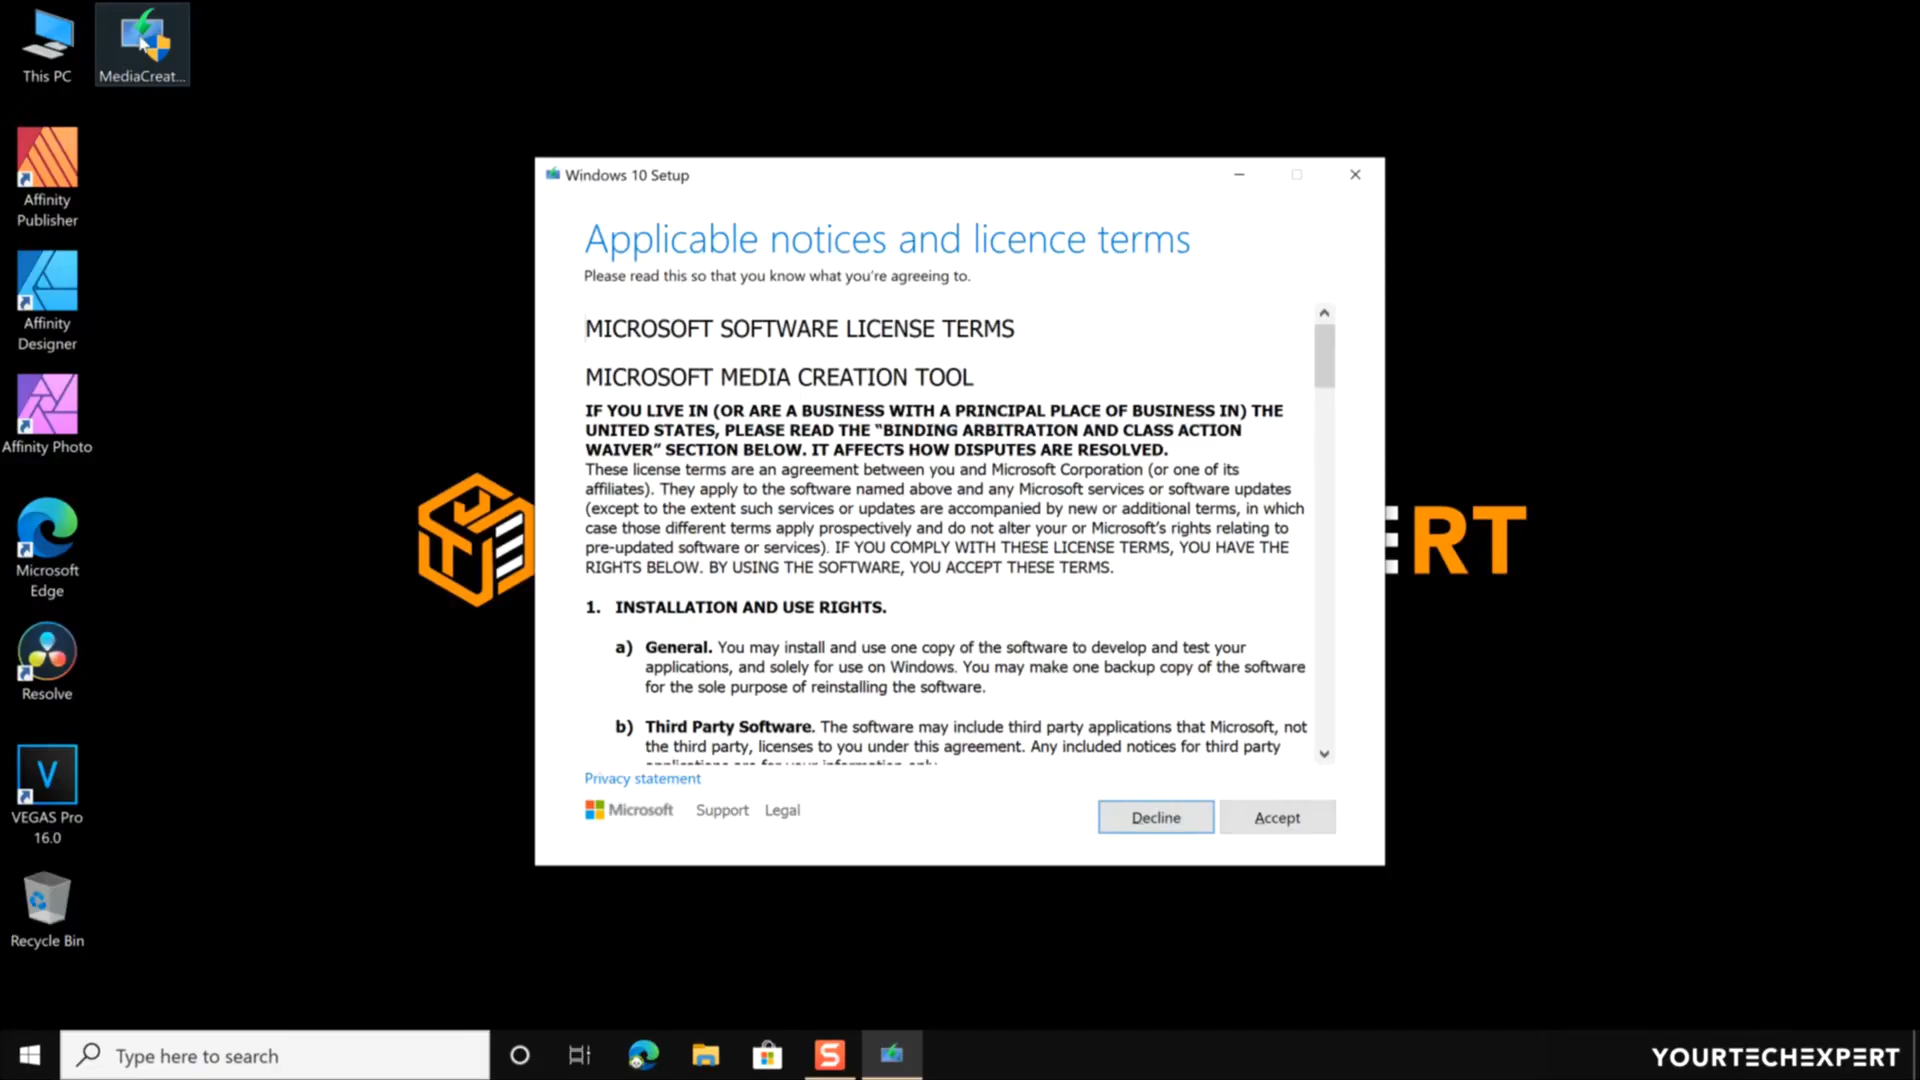 This PC
MediaCreat...
Affinity
Publisher
Affinity
Designer
Affinity Photo
Microsoft
Edge
Resolve
VEGAS Pro
16.0
Recycle Bin
Windows 10 Setup
Applicable notices and licence terms
Please read this so that you know what you're agreeing to.
MICROSOFT SOFTWARE LICENSE TERMS
MICROSOFT MEDIA CREATION TOOL
IF YOU LIVE IN (OR ARE A BUSINESS WITH A PRINCIPAL PLACE OF BUSINESS IN) THE
UNITED STATES, PLEASE READ THE “BINDING ARBITRATION AND CLASS ACTION
WAIVER” SECTION BELOW. IT AFFECTS HOW DISPUTES ARE RESOLVED.
These license terms are an agreement between you and Microsoft Corporation (or one of its
affiliates). They apply to the software named above and any Microsoft services or software updates
(except to the extent such services or updates are accompanied by new or additional terms, in which
case those different terms apply prospectively and do not alter your or Microsoft’s rights relating to
pre-updated software or services). IF YOU COMPLY WITH THESE LICENSE TERMS, YOU HAVE THE
RIGHTS BELOW. BY USING THE SOFTWARE, YOU ACCEPT THESE TERMS.
1. INSTALLATION AND USE RIGHTS.
a) General. You may install and use one copy of the software to develop and test your
applications, and solely for use on Windows. You may make one backup copy of the software
for the sole purpose of reinstalling the software.
b) Third Party Software. The software may include third party applications that Microsoft, not
the third party, licenses to you under this agreement. Any included notices for third party
applications are for your information only.
Privacy statement
Microsoft Support Legal
Decline Accept
ERT
V
Type here to search
S
YOURTECHEXPERT